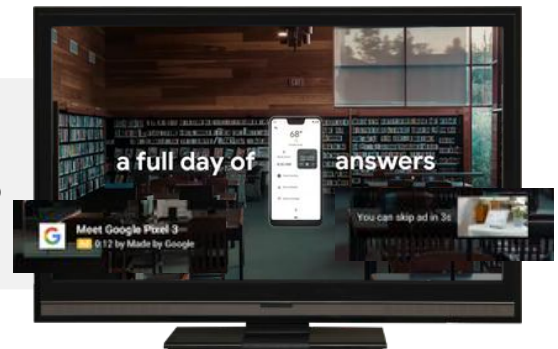 a full day of answers
68°
Meet Google Pixel 3
Ad 0:12 by Made by Google
You can skip ad in 3s
G